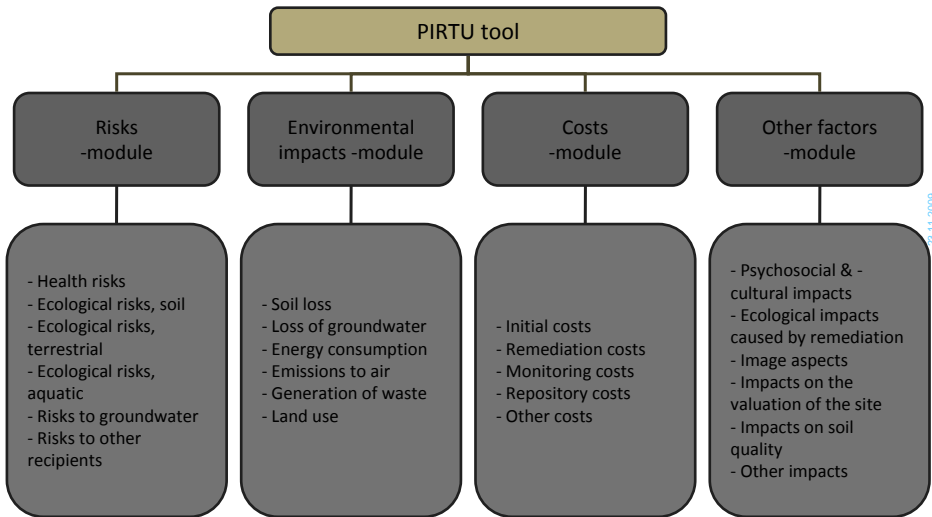 PIRTU tool
Risks
-module
Environmental
impacts -module
Costs
-module
Other factors
-module
- Health risks
- Ecological risks, soil
- Ecological risks,
terrestrial
- Ecological risks,
aquatic
- Risks to groundwater
- Risks to other
recipients
- Soil loss
- Loss of groundwater
- Energy consumption
- Emissions to air
- Generation of waste
- Land use
- Initial costs
- Remediation costs
- Monitoring costs
- Repository costs
- Other costs
- Psychosocial & -
cultural impacts
- Ecological impacts
caused by remediation
- Image aspects
- Impacts on the
valuation of the site
- Impacts on soil
quality
- Other impacts